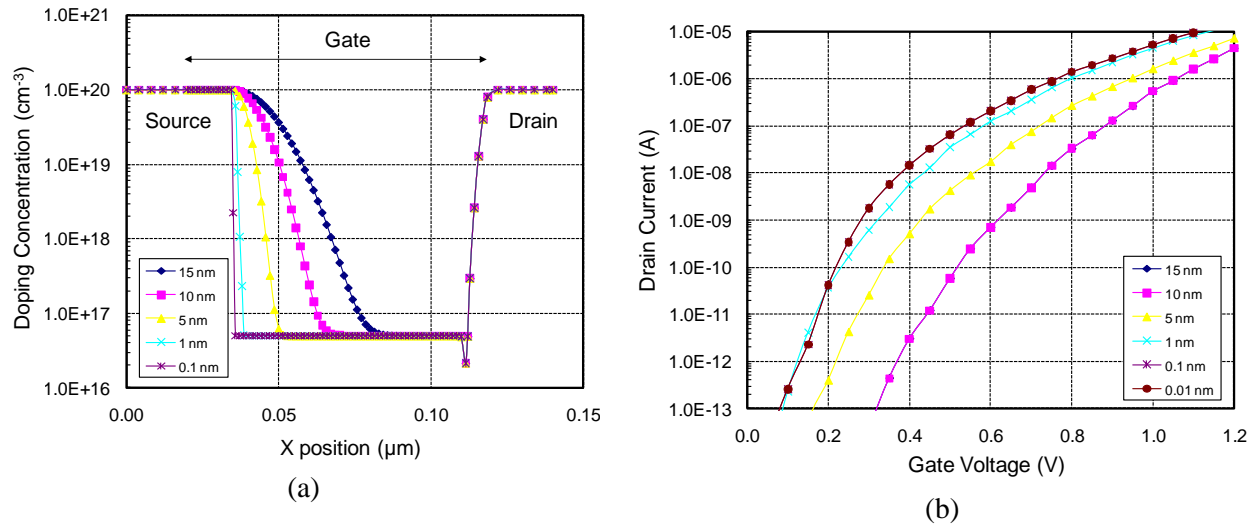 1.0E+21
1.0E+20
1.0E+19
1.0E+18
1.0E+17
1.0E+16
Doping Concentration (cm⁻³)
Gate
Source
Drain
15 nm
10 nm
5 nm
1 nm
0.1 nm
0.00 0.05 0.10 0.15
X position (µm)
(a)
1.0E-05
1.0E-06
1.0E-07
1.0E-08
1.0E-09
1.0E-10
1.0E-11
1.0E-12
1.0E-13
Drain Current (A)
15 nm
10 nm
5 nm
1 nm
0.1 nm
0.01 nm
0.0 0.2 0.4 0.6 0.8 1.0 1.2
Gate Voltage (V)
(b)